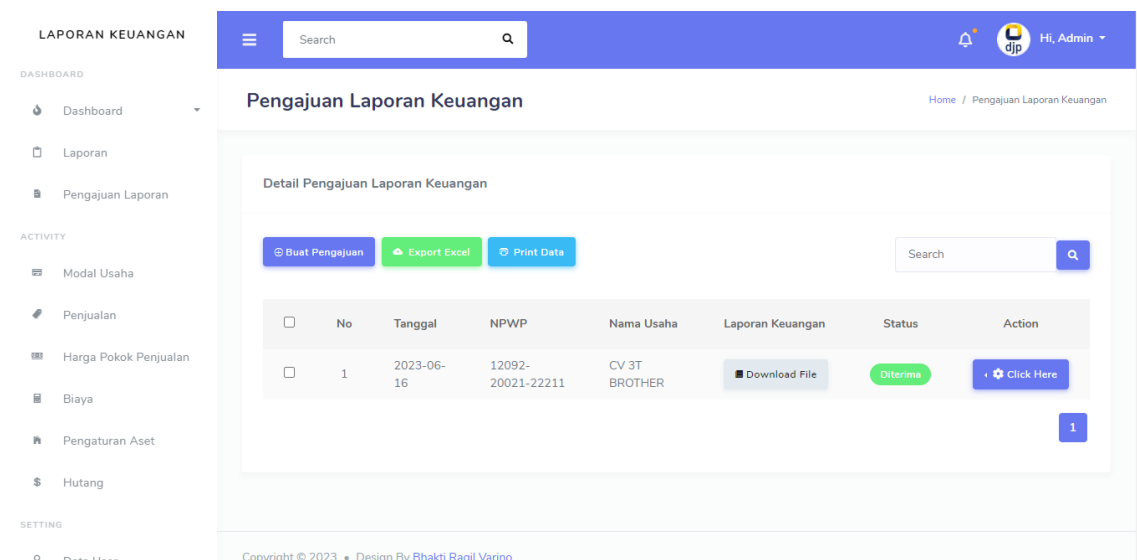 LAPORAN KEUANGAN
DASHBOARD
Dashboard
Laporan
Pengajuan Laporan
ACTIVITY
Modal Usaha
Penjualan
Harga Pokok Penjualan
Biaya
Pengaturan Aset
Hutang
SETTING
Data User
Search
djp
Hi, Admin
Pengajuan Laporan Keuangan
Home / Pengajuan Laporan Keuangan
Detail Pengajuan Laporan Keuangan
Buat Pengajuan Export Excel Print Data
Search
No Tanggal NPWP Nama Usaha Laporan Keuangan Status Action
1 2023-06- 12092- CV 3T Download File Diterima Click Here
16 20021-22211 BROTHER
1
Copyright © 2023 • Design By Bhakti Ragil Varino